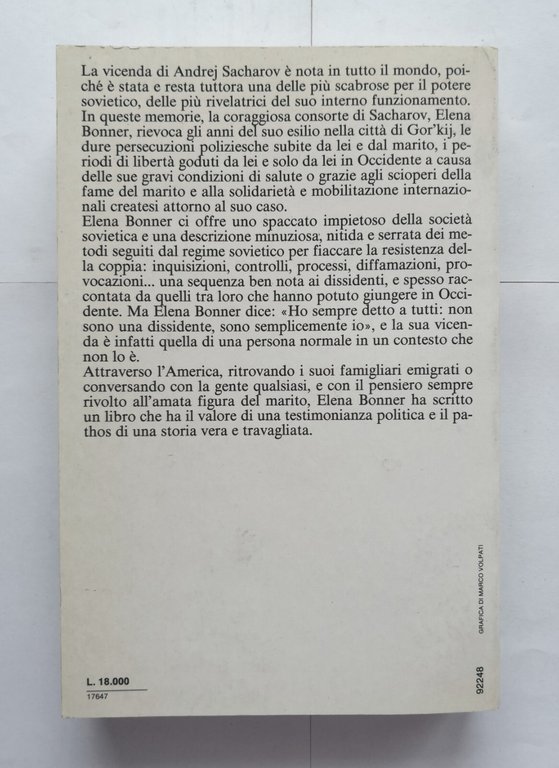 La vicenda di Andrej Sacharov è nota in tutto il mondo, poi-
ché è stata e resta tuttora una delle più scabrose per il potere
sovietico, delle più rivelatrici del suo interno funzionamento.
In queste memorie, la coraggiosa consorte di Sacharov, Elena
Bonner, rievoca gli anni del suo esilio nella città di Gor'kij, le
dure persecuzioni poliziesche subite da lei e dal marito, i pe-
riodi di libertà goduti da lei e solo da lei in Occidente a causa
delle sue gravi condizioni di salute o grazie agli scioperi della
fame del marito e alla solidarietà e mobilitazione internazio-
nali createsi attorno al suo caso.
Elena Bonner ci offre uno spaccato impietoso della società
sovietica e una descrizione minuziosa, nitida e serrata dei me-
todi seguiti dal regime sovietico per fiaccare la resistenza del-
la coppia: inquisizioni, controlli, processi, diffamazioni, pro-
vocazioni... una sequenza ben nota ai dissidenti, e spesso rac-
contata da quelli tra loro che hanno potuto giungere in Occi-
dente. Ma Elena Bonner dice: «Ho sempre detto a tutti: non
sono una dissidente, sono semplicemente io», e la sua vicen-
da è infatti quella di una persona normale in un contesto che
non lo è.
Attraverso l'America, ritrovando i suoi famigliari emigrati o
conversando con la gente qualsiasi, e con il pensiero sempre
rivolto all'amata figura del marito, Elena Bonner ha scritto
un libro che ha il valore di una testimonianza politica e il pa-
thos di una storia vera e travagliata.
L. 18.000
17647
92248
GRAFICA DI MARCO VOLPATI